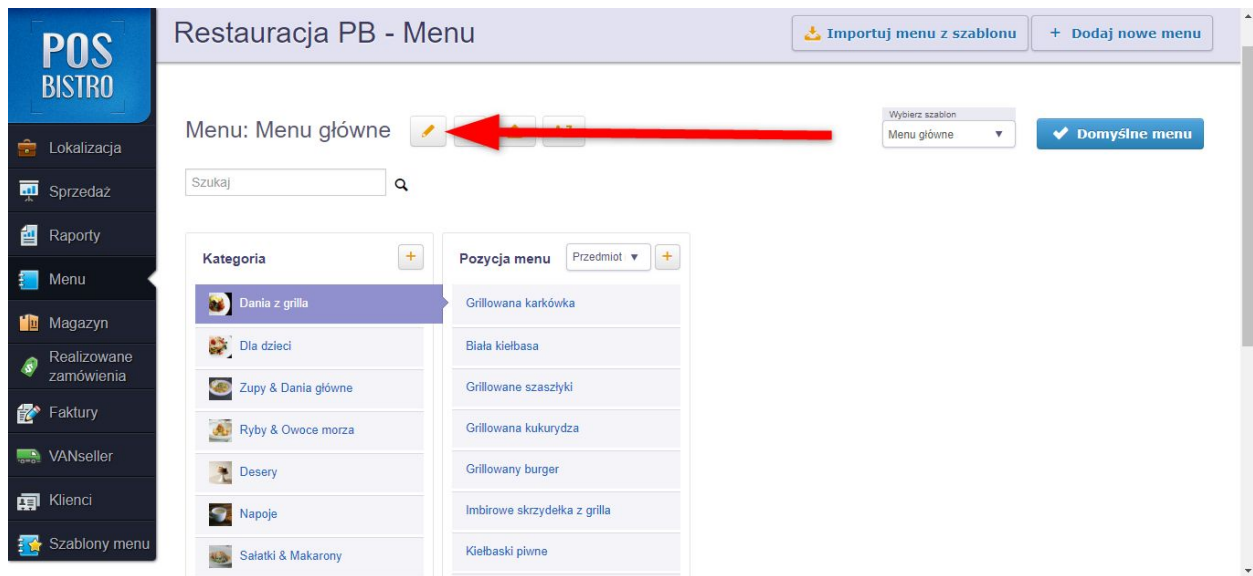 POS
BISTRO
Restauracja PB - Menu
Importuj menu z szablonu
+ Dodaj nowe menu
Menu: Menu główne
Wybierz szablon
Menu główne
Domyślne menu
Szukaj
Lokalizacja
Sprzedaż
Raporty
Menu
Magazyn
Realizowane
zamówienia
Faktury
VANseller
Klienci
Szablony menu
Kategoria
+
Dania z grilla
Dla dzieci
Zupy & Dania główne
Ryby & Owoce morza
Desery
Napoje
Sałatki & Makarony
Pozycja menu
Przedmiot
+
Grillowana karkówka
Biała kiełbasa
Grillowane szaszłyki
Grillowana kukurydza
Grillowany burger
Imbirowe skrzydełka z grilla
Kiełbaski piwne